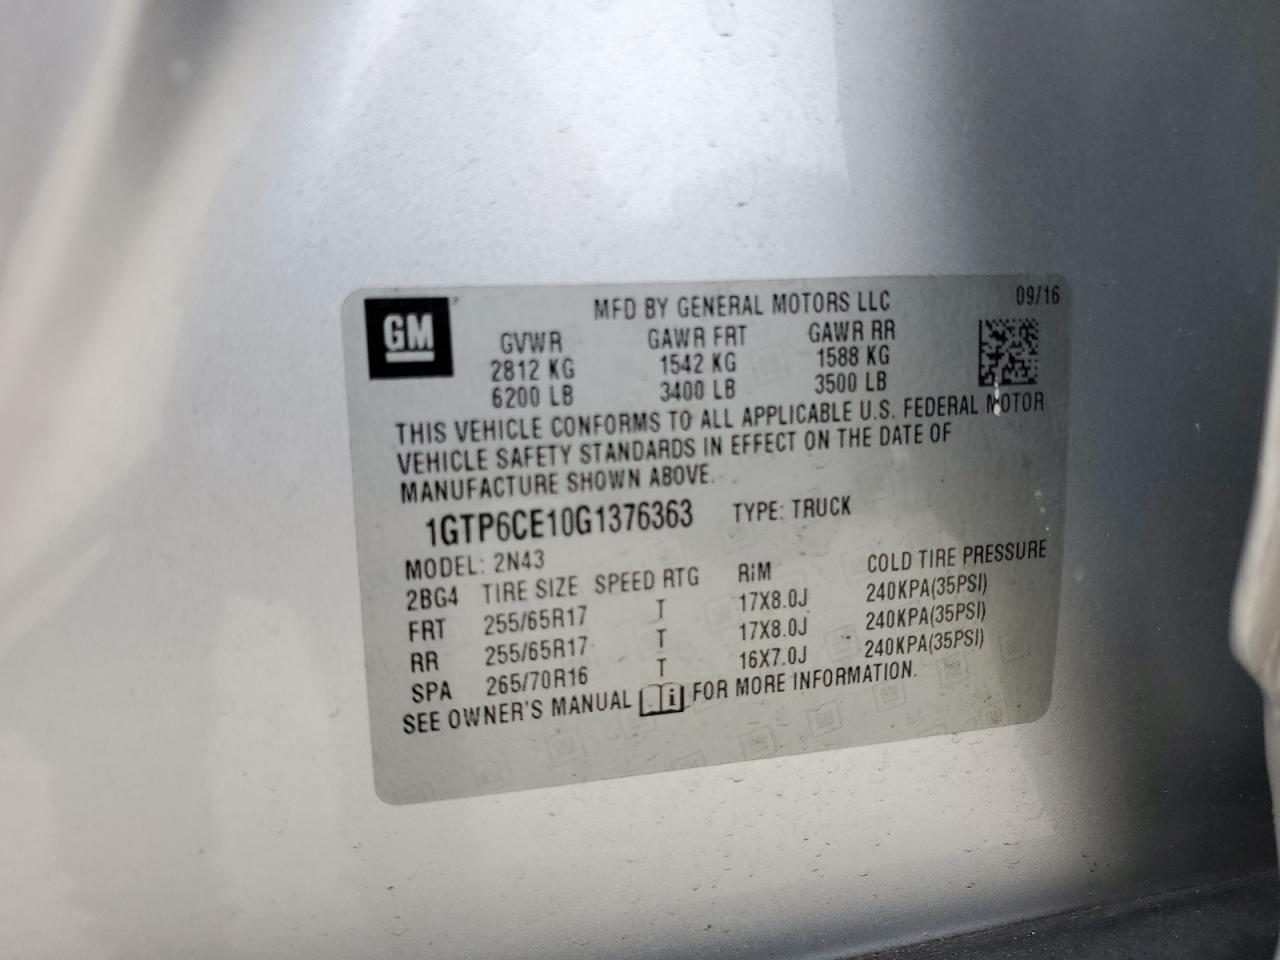 GM
MFD BY GENERAL MOTORS LLC 09/16
GVWR GAWR FRT GAWR RR
2812 KG 1542 KG 1588 KG
6200 LB 3400 LB 3500 LB
THIS VEHICLE CONFORMS TO ALL APPLICABLE U.S. FEDERAL MOTOR
VEHICLE SAFETY STANDARDS IN EFFECT ON THE DATE OF
MANUFACTURE SHOWN ABOVE.
1GTP6CE10G1376363 TYPE: TRUCK
MODEL: 2N43
2BG4 TIRE SIZE SPEED RTG RIM COLD TIRE PRESSURE
FRT 255/65R17 T 17X8.0J 240KPA(35PSI)
RR 255/65R17 T 17X8.0J 240KPA(35PSI)
SPA 265/70R16 T 16X7.0J 240KPA(35PSI)
SEE OWNER'S MANUAL i FOR MORE INFORMATION.